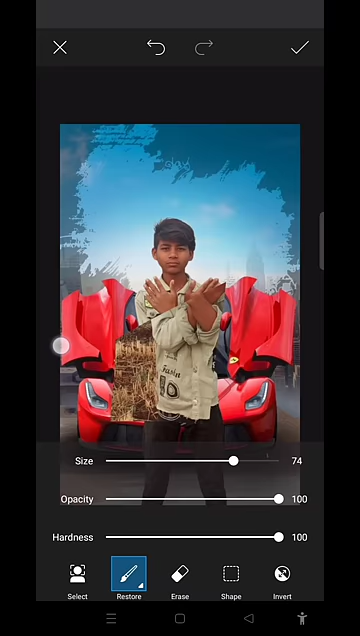 Size 74
Opacity 100
Hardness 100
Select Restore Erase Shape Invert